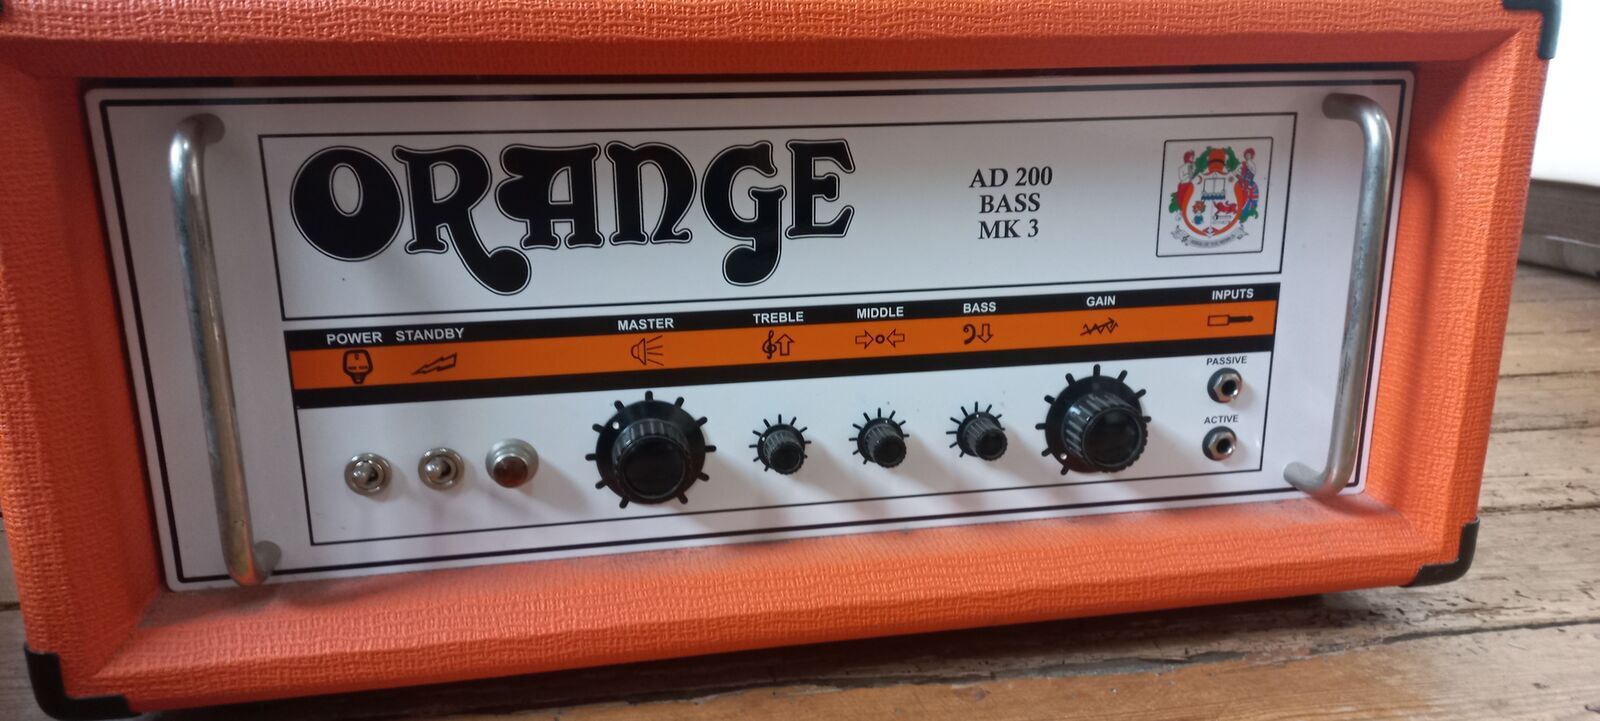 ORANGE
AD 200
BASS
MK 3
POWER STANDBY MASTER TREBLE MIDDLE BASS GAIN INPUTS
PASSIVE
ACTIVE